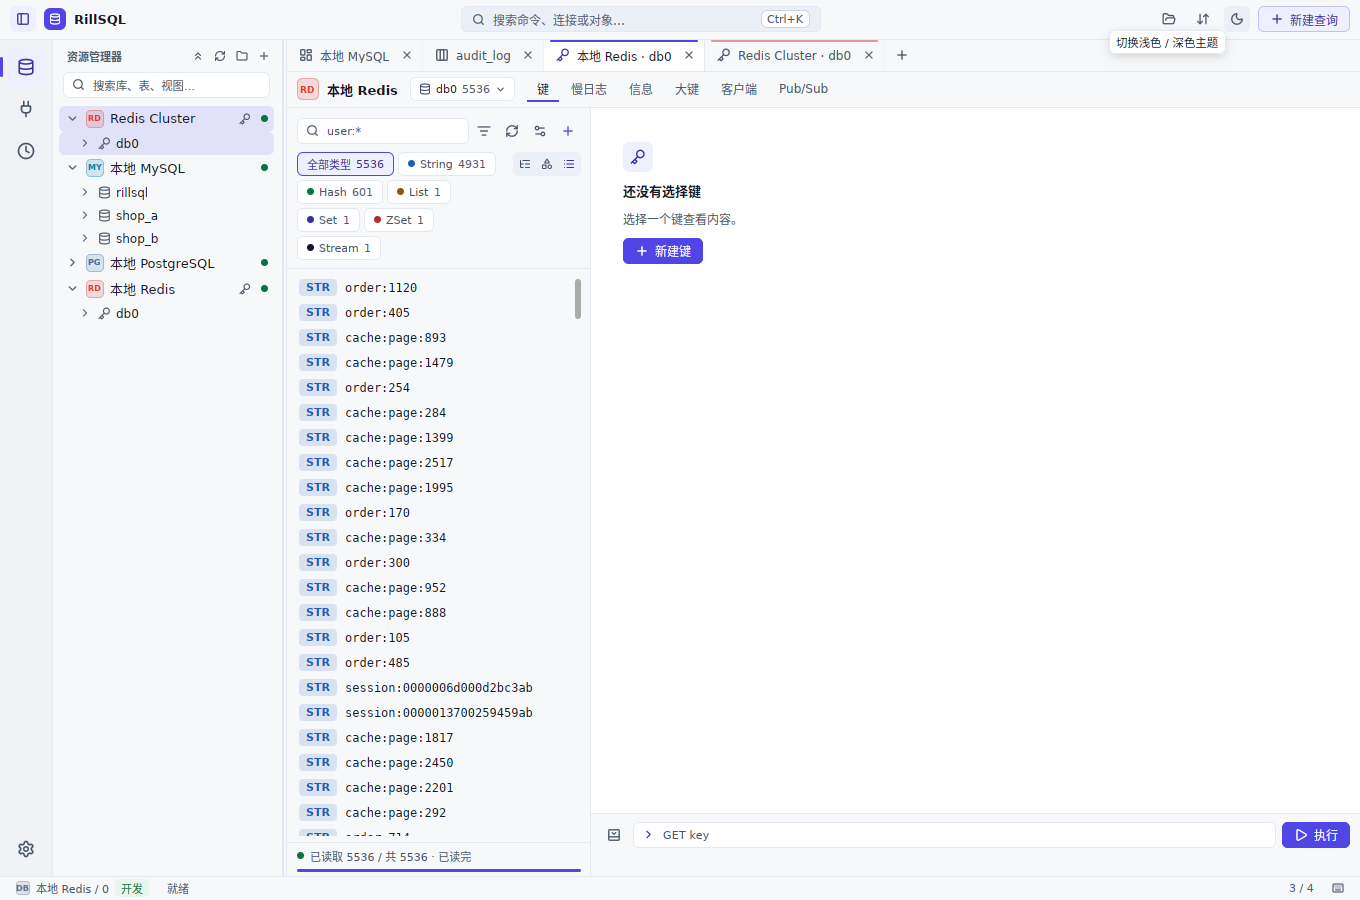 RillSQL
搜索命令、连接或对象...
Ctrl+K
新建查询
切换浅色 / 深色主题
资源管理器
搜索库、表、视图...
RD Redis Cluster
db0
MY 本地 MySQL
rillsql
shop_a
shop_b
PG 本地 PostgreSQL
RD 本地 Redis
db0
本地 MySQL
audit_log
本地 Redis · db0
Redis Cluster · db0
RD 本地 Redis
db0 5536
键
慢日志
信息
大键
客户端
Pub/Sub
user:*
全部类型 5536
String 4931
Hash 601
List 1
Set 1
ZSet 1
Stream 1
STR order:1120
STR order:405
STR cache:page:893
STR cache:page:1479
STR order:254
STR cache:page:284
STR cache:page:1399
STR cache:page:2517
STR cache:page:1995
STR order:170
STR cache:page:334
STR order:300
STR cache:page:952
STR cache:page:888
STR order:105
STR order:485
STR session:0000006d000d2bc3ab
STR session:0000013700259459ab
STR cache:page:1817
STR cache:page:2450
STR cache:page:2201
STR cache:page:292
STR order:714
已读取 5536 / 共 5536 · 已读完
还没有选择键
选择一个键查看内容。
新建键
GET key
执行
DB 本地 Redis / 0
开发
就绪
3 / 4